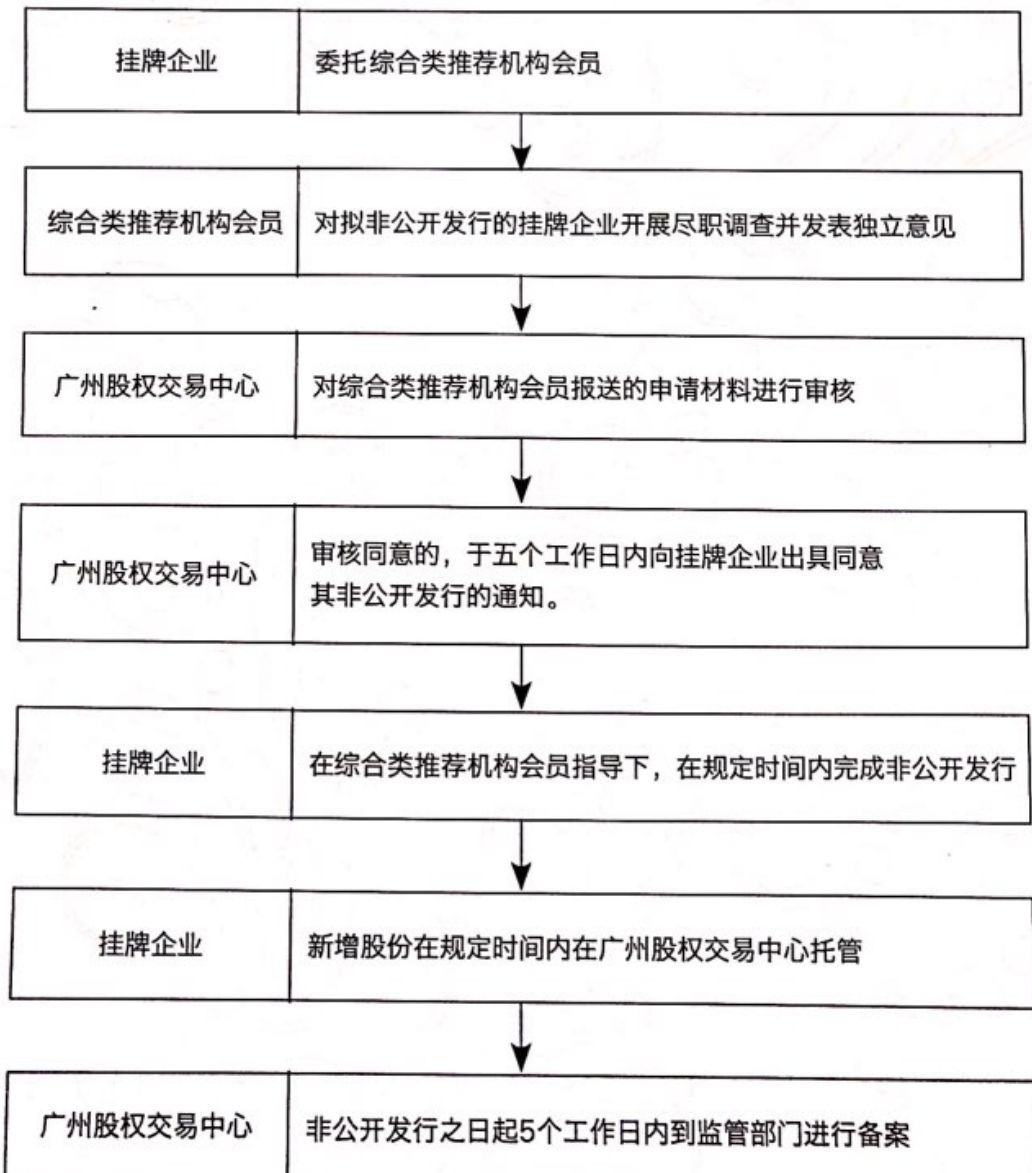 挂牌企业
委托综合类推荐机构会员
综合类推荐机构会员
对拟非公开发行的挂牌企业开展尽职调查并发表独立意见
广州股权交易中心
对综合类推荐机构会员报送的申请材料进行审核
广州股权交易中心
审核同意的，于五个工作日内向挂牌企业出具同意
其非公开发行的通知。
挂牌企业
在综合类推荐机构会员指导下，在规定时间内完成非公开发行
挂牌企业
新增股份在规定时间内在广州股权交易中心托管
广州股权交易中心
非公开发行之日起5个工作日内到监管部门进行备案